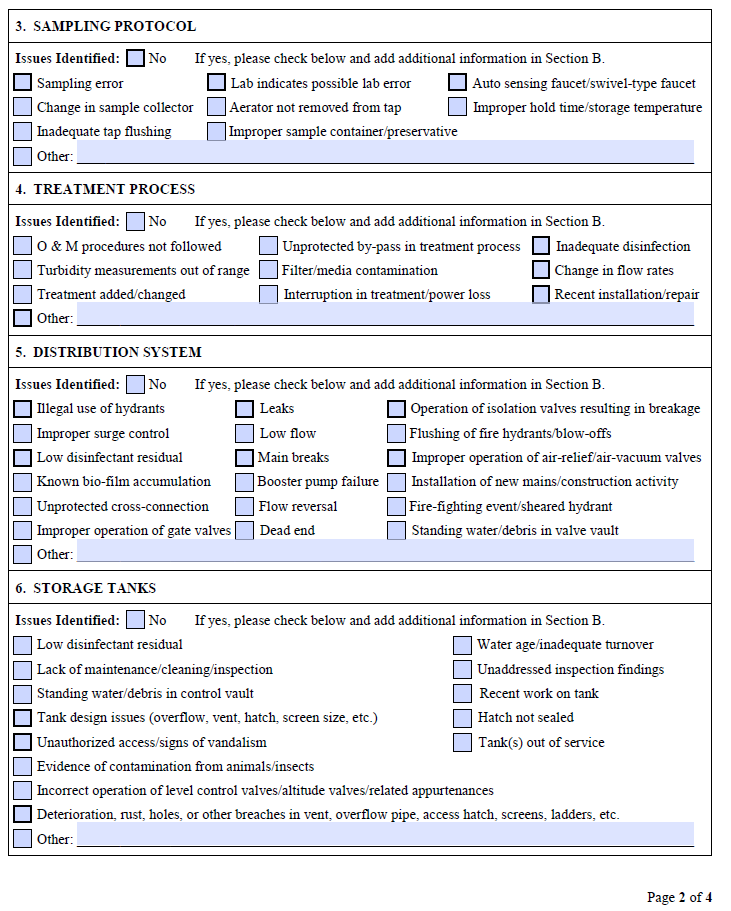 3. SAMPLING PROTOCOL
Issues Identified: No If yes, please check below and add additional information in Section B.
Sampling error Lab indicates possible lab error Auto sensing faucet/swivel-type faucet
Change in sample collector Aerator not removed from tap Improper hold time/storage temperature
Inadequate tap flushing Improper sample container/preservative
Other:
4. TREATMENT PROCESS
Issues Identified: No If yes, please check below and add additional information in Section B.
O & M procedures not followed Unprotected by-pass in treatment process Inadequate disinfection
Turbidity measurements out of range Filter/media contamination Change in flow rates
Treatment added/changed Interruption in treatment/power loss Recent installation/repair
Other:
5. DISTRIBUTION SYSTEM
Issues Identified: No If yes, please check below and add additional information in Section B.
Illegal use of hydrants Leaks Operation of isolation valves resulting in breakage
Improper surge control Low flow Flushing of fire hydrants/blow-offs
Low disinfectant residual Main breaks Improper operation of air-relief/air-vacuum valves
Known bio-film accumulation Booster pump failure Installation of new mains/construction activity
Unprotected cross-connection Flow reversal Fire-fighting event/sheared hydrant
Improper operation of gate valves Dead end Standing water/debris in valve vault
Other:
6. STORAGE TANKS
Issues Identified: No If yes, please check below and add additional information in Section B.
Low disinfectant residual Water age/inadequate turnover
Lack of maintenance/cleaning/inspection Unaddressed inspection findings
Standing water/debris in control vault Recent work on tank
Tank design issues (overflow, vent, hatch, screen size, etc.) Hatch not sealed
Unauthorized access/signs of vandalism Tank(s) out of service
Evidence of contamination from animals/insects
Incorrect operation of level control valves/altitude valves/related appurtenances
Deterioration, rust, holes, or other breaches in vent, overflow pipe, access hatch, screens, ladders, etc.
Other:
Page 2 of 4